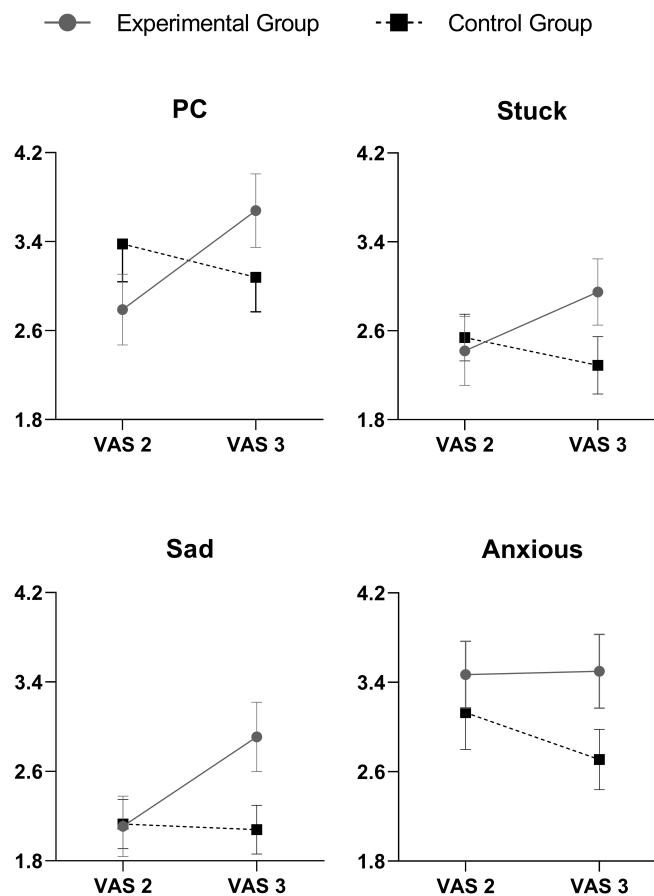 Experimental Group Control Group
PC
4.2
3.4
2.6
1.8
VAS 2 VAS 3
Stuck
4.2
3.4
2.6
1.8
VAS 2 VAS 3
Sad
4.2
3.4
2.6
1.8
VAS 2 VAS 3
Anxious
4.2
3.4
2.6
1.8
VAS 2 VAS 3